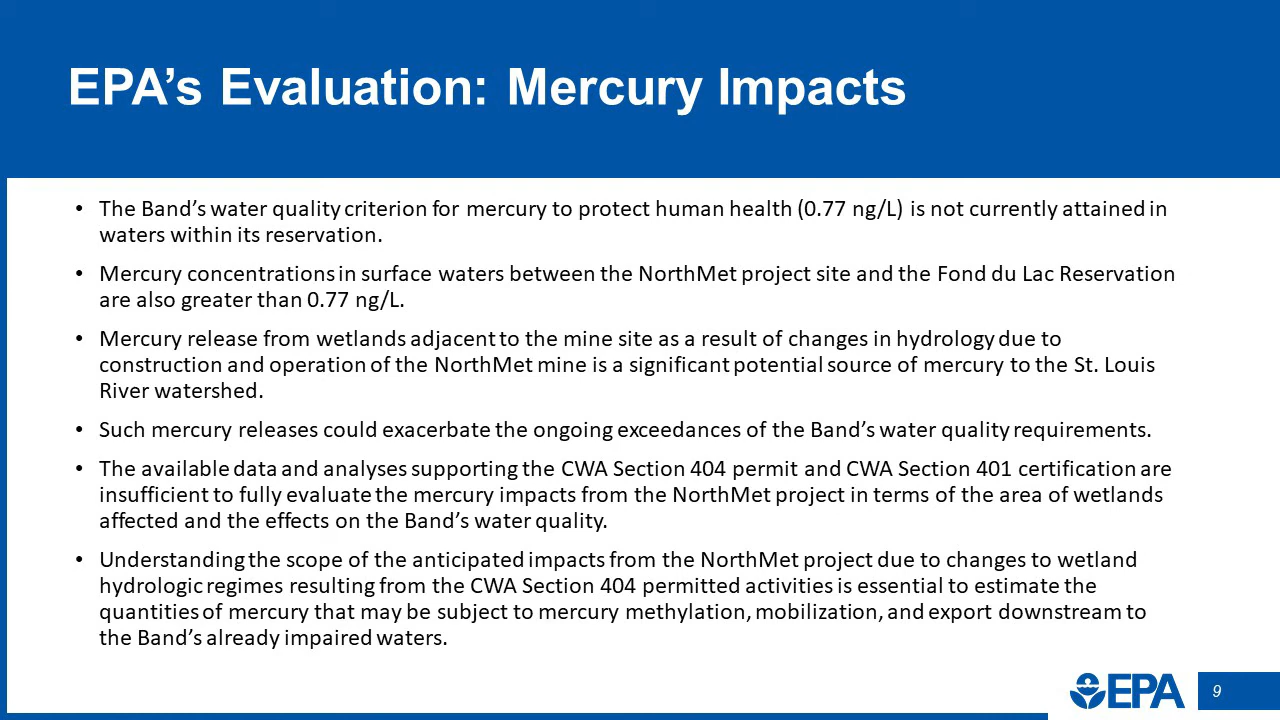 EPA’s Evaluation: Mercury Impacts
• The Band’s water quality criterion for mercury to protect human health (0.77 ng/L) is not currently attained in
waters within its reservation.
• Mercury concentrations in surface waters between the NorthMet project site and the Fond du Lac Reservation
are also greater than 0.77 ng/L.
• Mercury release from wetlands adjacent to the mine site as a result of changes in hydrology due to
construction and operation of the NorthMet mine is a significant potential source of mercury to the St. Louis
River watershed.
• Such mercury releases could exacerbate the ongoing exceedances of the Band’s water quality requirements.
• The available data and analyses supporting the CWA Section 404 permit and CWA Section 401 certification are
insufficient to fully evaluate the mercury impacts from the NorthMet project in terms of the area of wetlands
affected and the effects on the Band’s water quality.
• Understanding the scope of the anticipated impacts from the NorthMet project due to changes to wetland
hydrologic regimes resulting from the CWA Section 404 permitted activities is essential to estimate the
quantities of mercury that may be subject to mercury methylation, mobilization, and export downstream to
the Band’s already impaired waters.
EPA
9